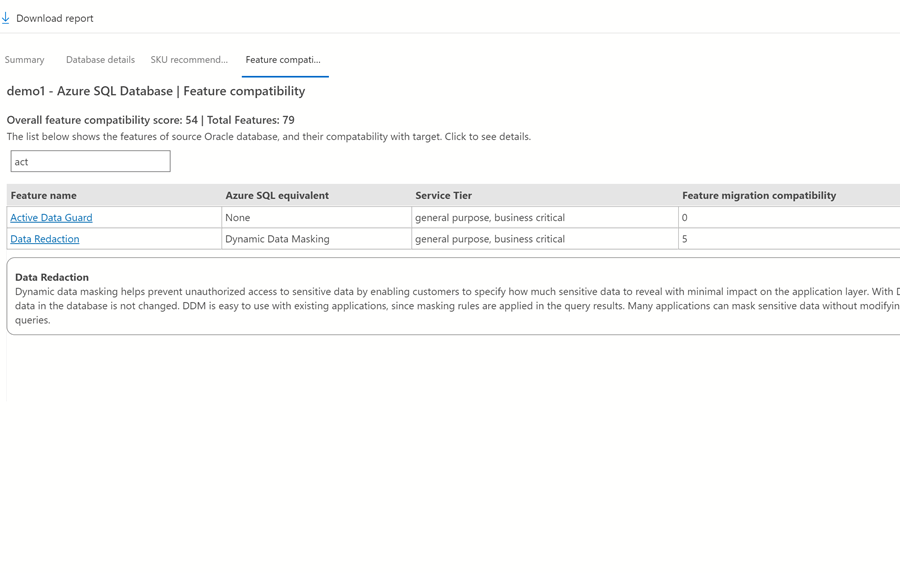 Download report
Summary Database details SKU recommend... Feature compati...
demo1 - Azure SQL Database | Feature compatibility
Overall feature compatibility score: 54 | Total Features: 79
The list below shows the features of source Oracle database, and their compatability with target. Click to see details.
act
Feature name Azure SQL equivalent Service Tier Feature migration compatibility
Active Data Guard None general purpose, business critical 0
Data Redaction Dynamic Data Masking general purpose, business critical 5
Data Redaction
Dynamic data masking helps prevent unauthorized access to sensitive data by enabling customers to specify how much sensitive data to reveal with minimal impact on the application layer. With
data in the database is not changed. DDM is easy to use with existing applications, since masking rules are applied in the query results. Many applications can mask sensitive data without modifyin
queries.